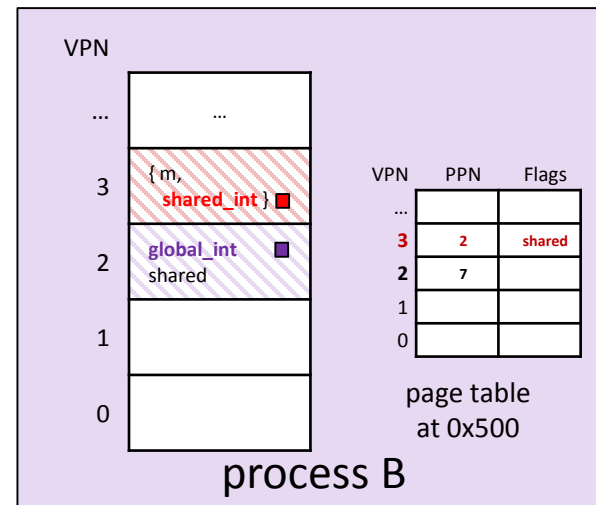 VPN
...
...
3
{ m,
shared_int }
2
global_int
shared
1
0
VPN PPN Flags
...
3 2 shared
2 7
1
0
page table
at 0x500
process B